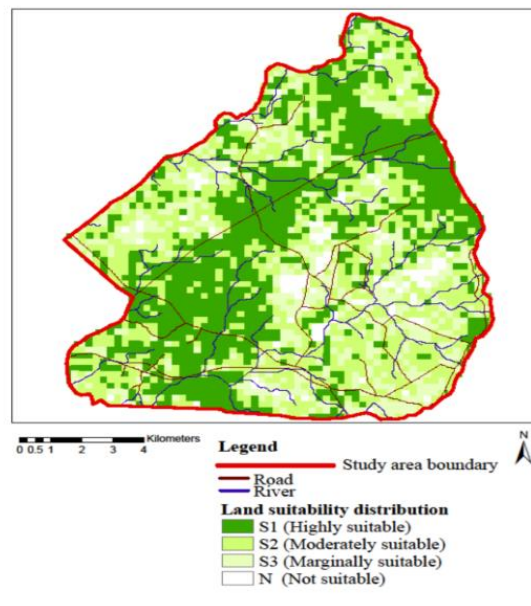 0 0.5 1 2 3 4 Kilometers
N
Legend
Study area boundary
Road
River
Land suitability distribution
S1 (Highly suitable)
S2 (Moderately suitable)
S3 (Marginally suitable)
N (Not suitable)